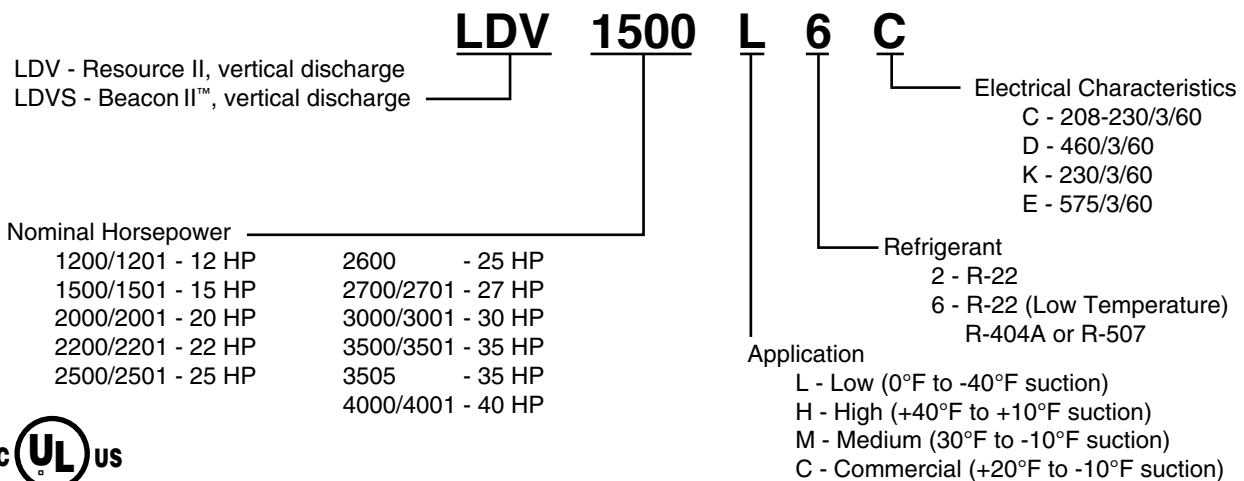 LDV 1500 L 6 C
LDV - Resource II, vertical discharge
LDVS - Beacon II™, vertical discharge
Electrical Characteristics
C - 208-230/3/60
D - 460/3/60
K - 230/3/60
E - 575/3/60
Nominal Horsepower
1200/1201 - 12 HP
1500/1501 - 15 HP
2000/2001 - 20 HP
2200/2201 - 22 HP
2500/2501 - 25 HP
2600 - 25 HP
2700/2701 - 27 HP
3000/3001 - 30 HP
3500/3501 - 35 HP
3505 - 35 HP
4000/4001 - 40 HP
Refrigerant
2 - R-22
6 - R-22 (Low Temperature)
R-404A or R-507
Application
L - Low (0°F to -40°F suction)
H - High (+40°F to +10°F suction)
M - Medium (30°F to -10°F suction)
C - Commercial (+20°F to -10°F suction)
c UL us